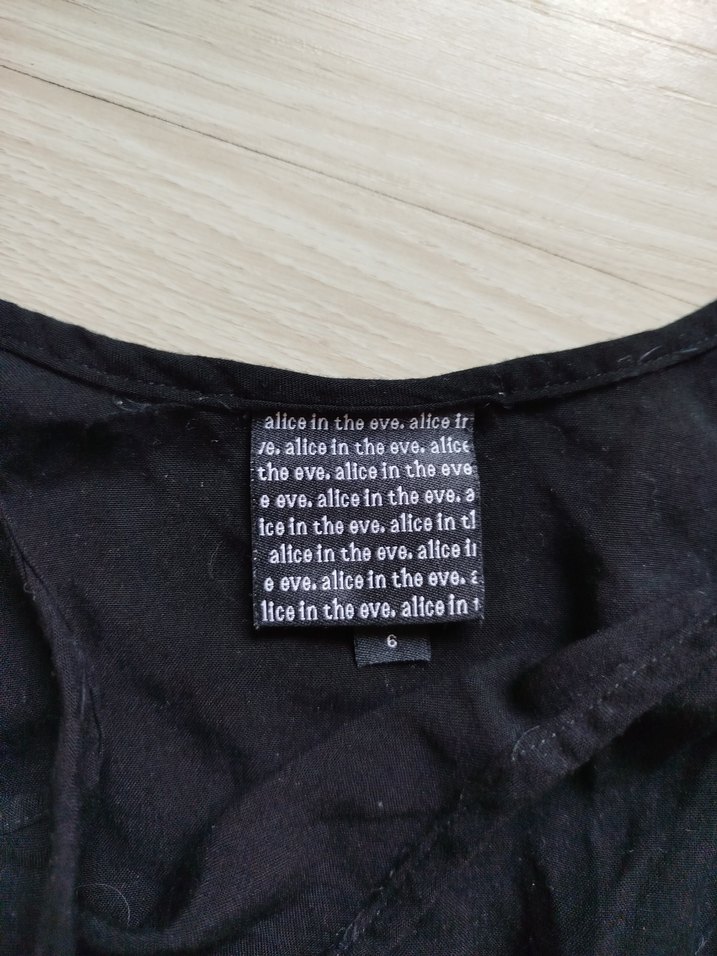 alice in the eve. alice in
ve. alice in the eve. alice
the eve. alice in the eve
e eve. alice in the eve. a
ice in the eve. alice in th
alice in the eve. alice in
e eve. alice in the eve. a
lice in the eve. alice in t
6